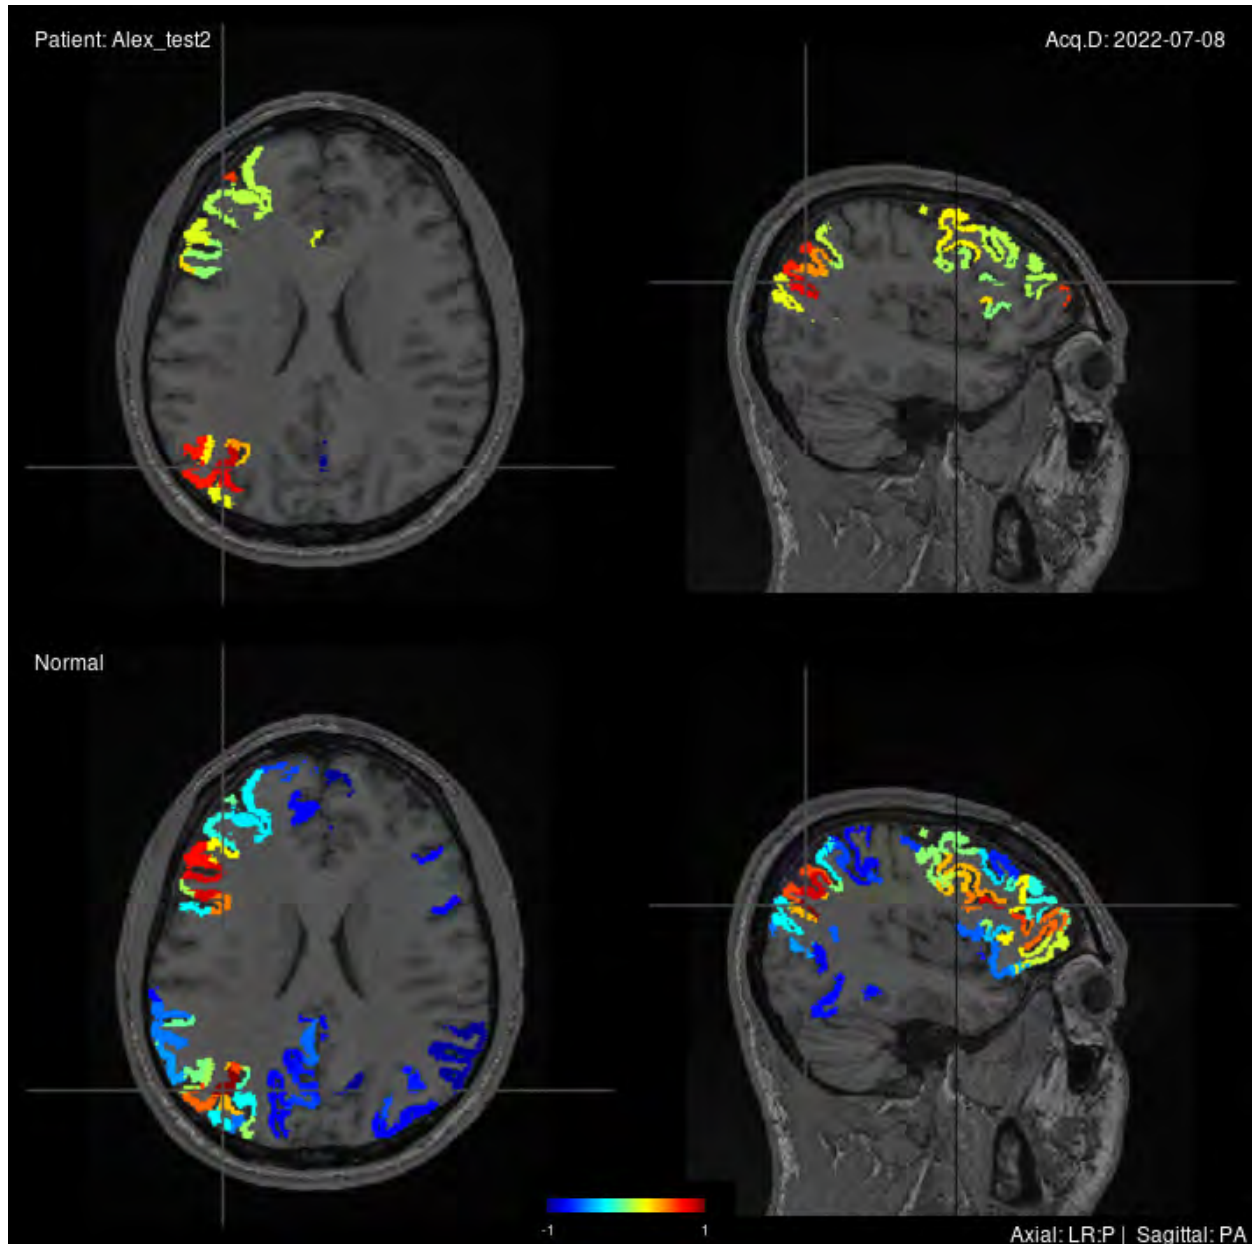 Patient: Alex_test2
Acq.D: 2022-07-08
Normal
-1
1
Axial: LR:P | Sagittal: PA